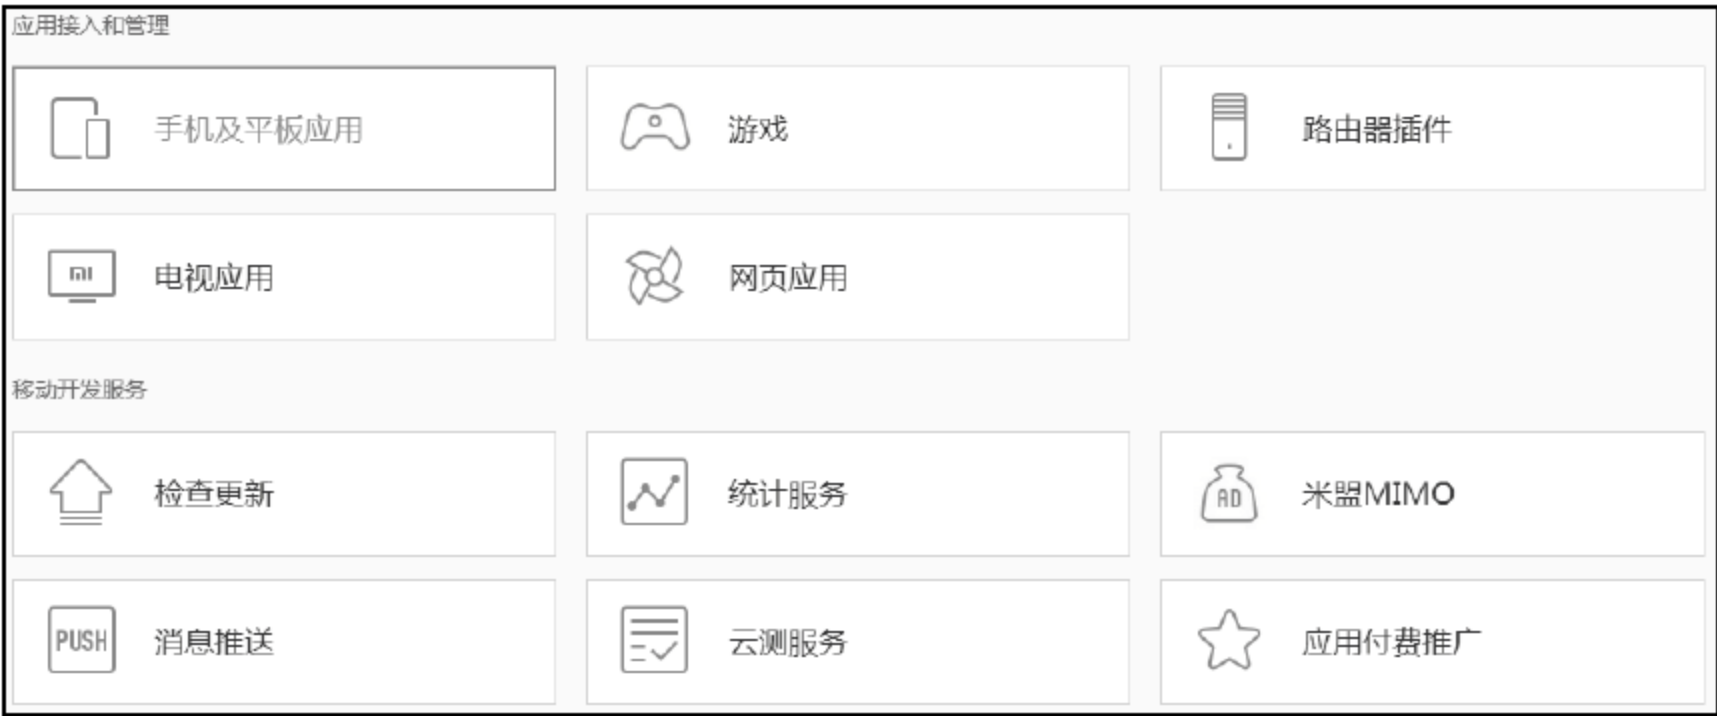 应用接入和管理
手机及平板应用
游戏
路由器插件
mi
电视应用
网页应用
移动开发服务
检查更新
统计服务
AD
米盟MIMO
PUSH
消息推送
云测服务
应用付费推广